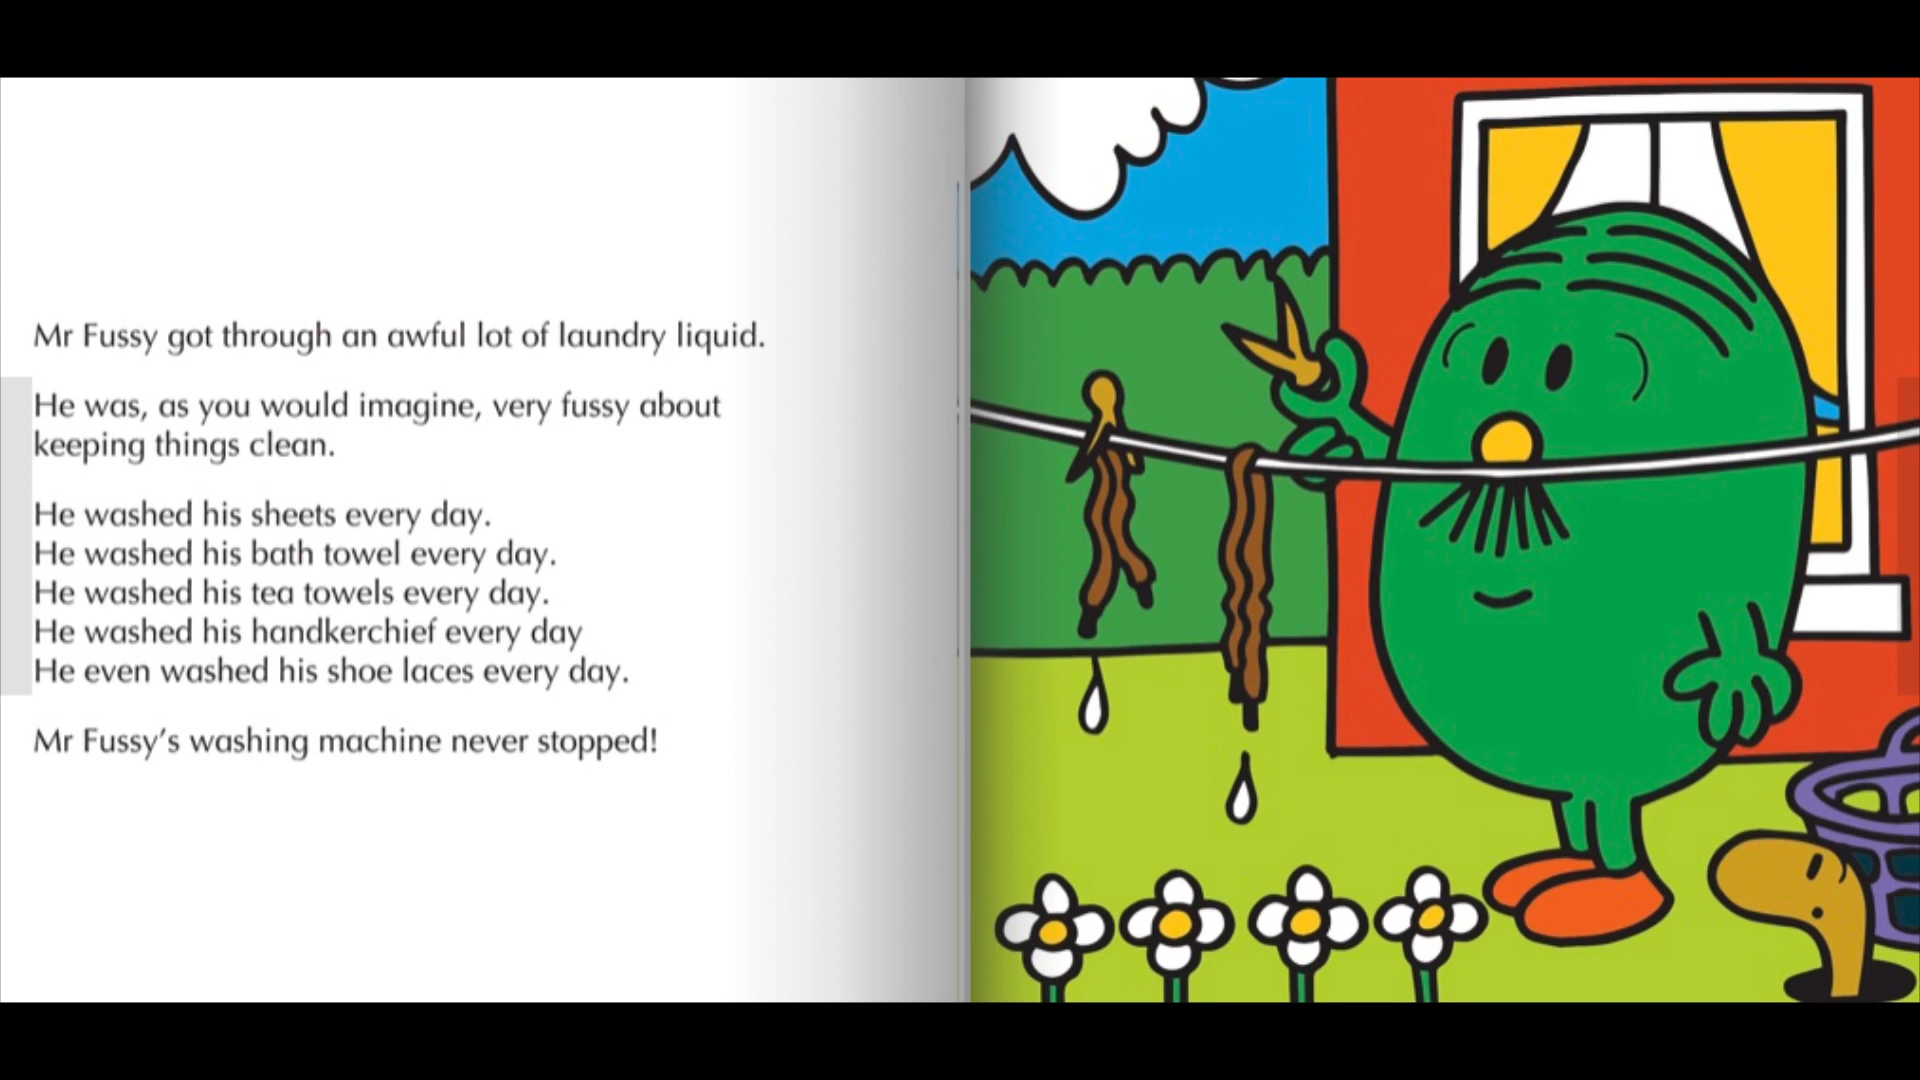 Mr Fussy got through an awful lot of laundry liquid.
He was, as you would imagine, very fussy about
keeping things clean.
He washed his sheets every day.
He washed his bath towel every day.
He washed his tea towels every day.
He washed his handkerchief every day
He even washed his shoe laces every day.
Mr Fussy’s washing machine never stopped!